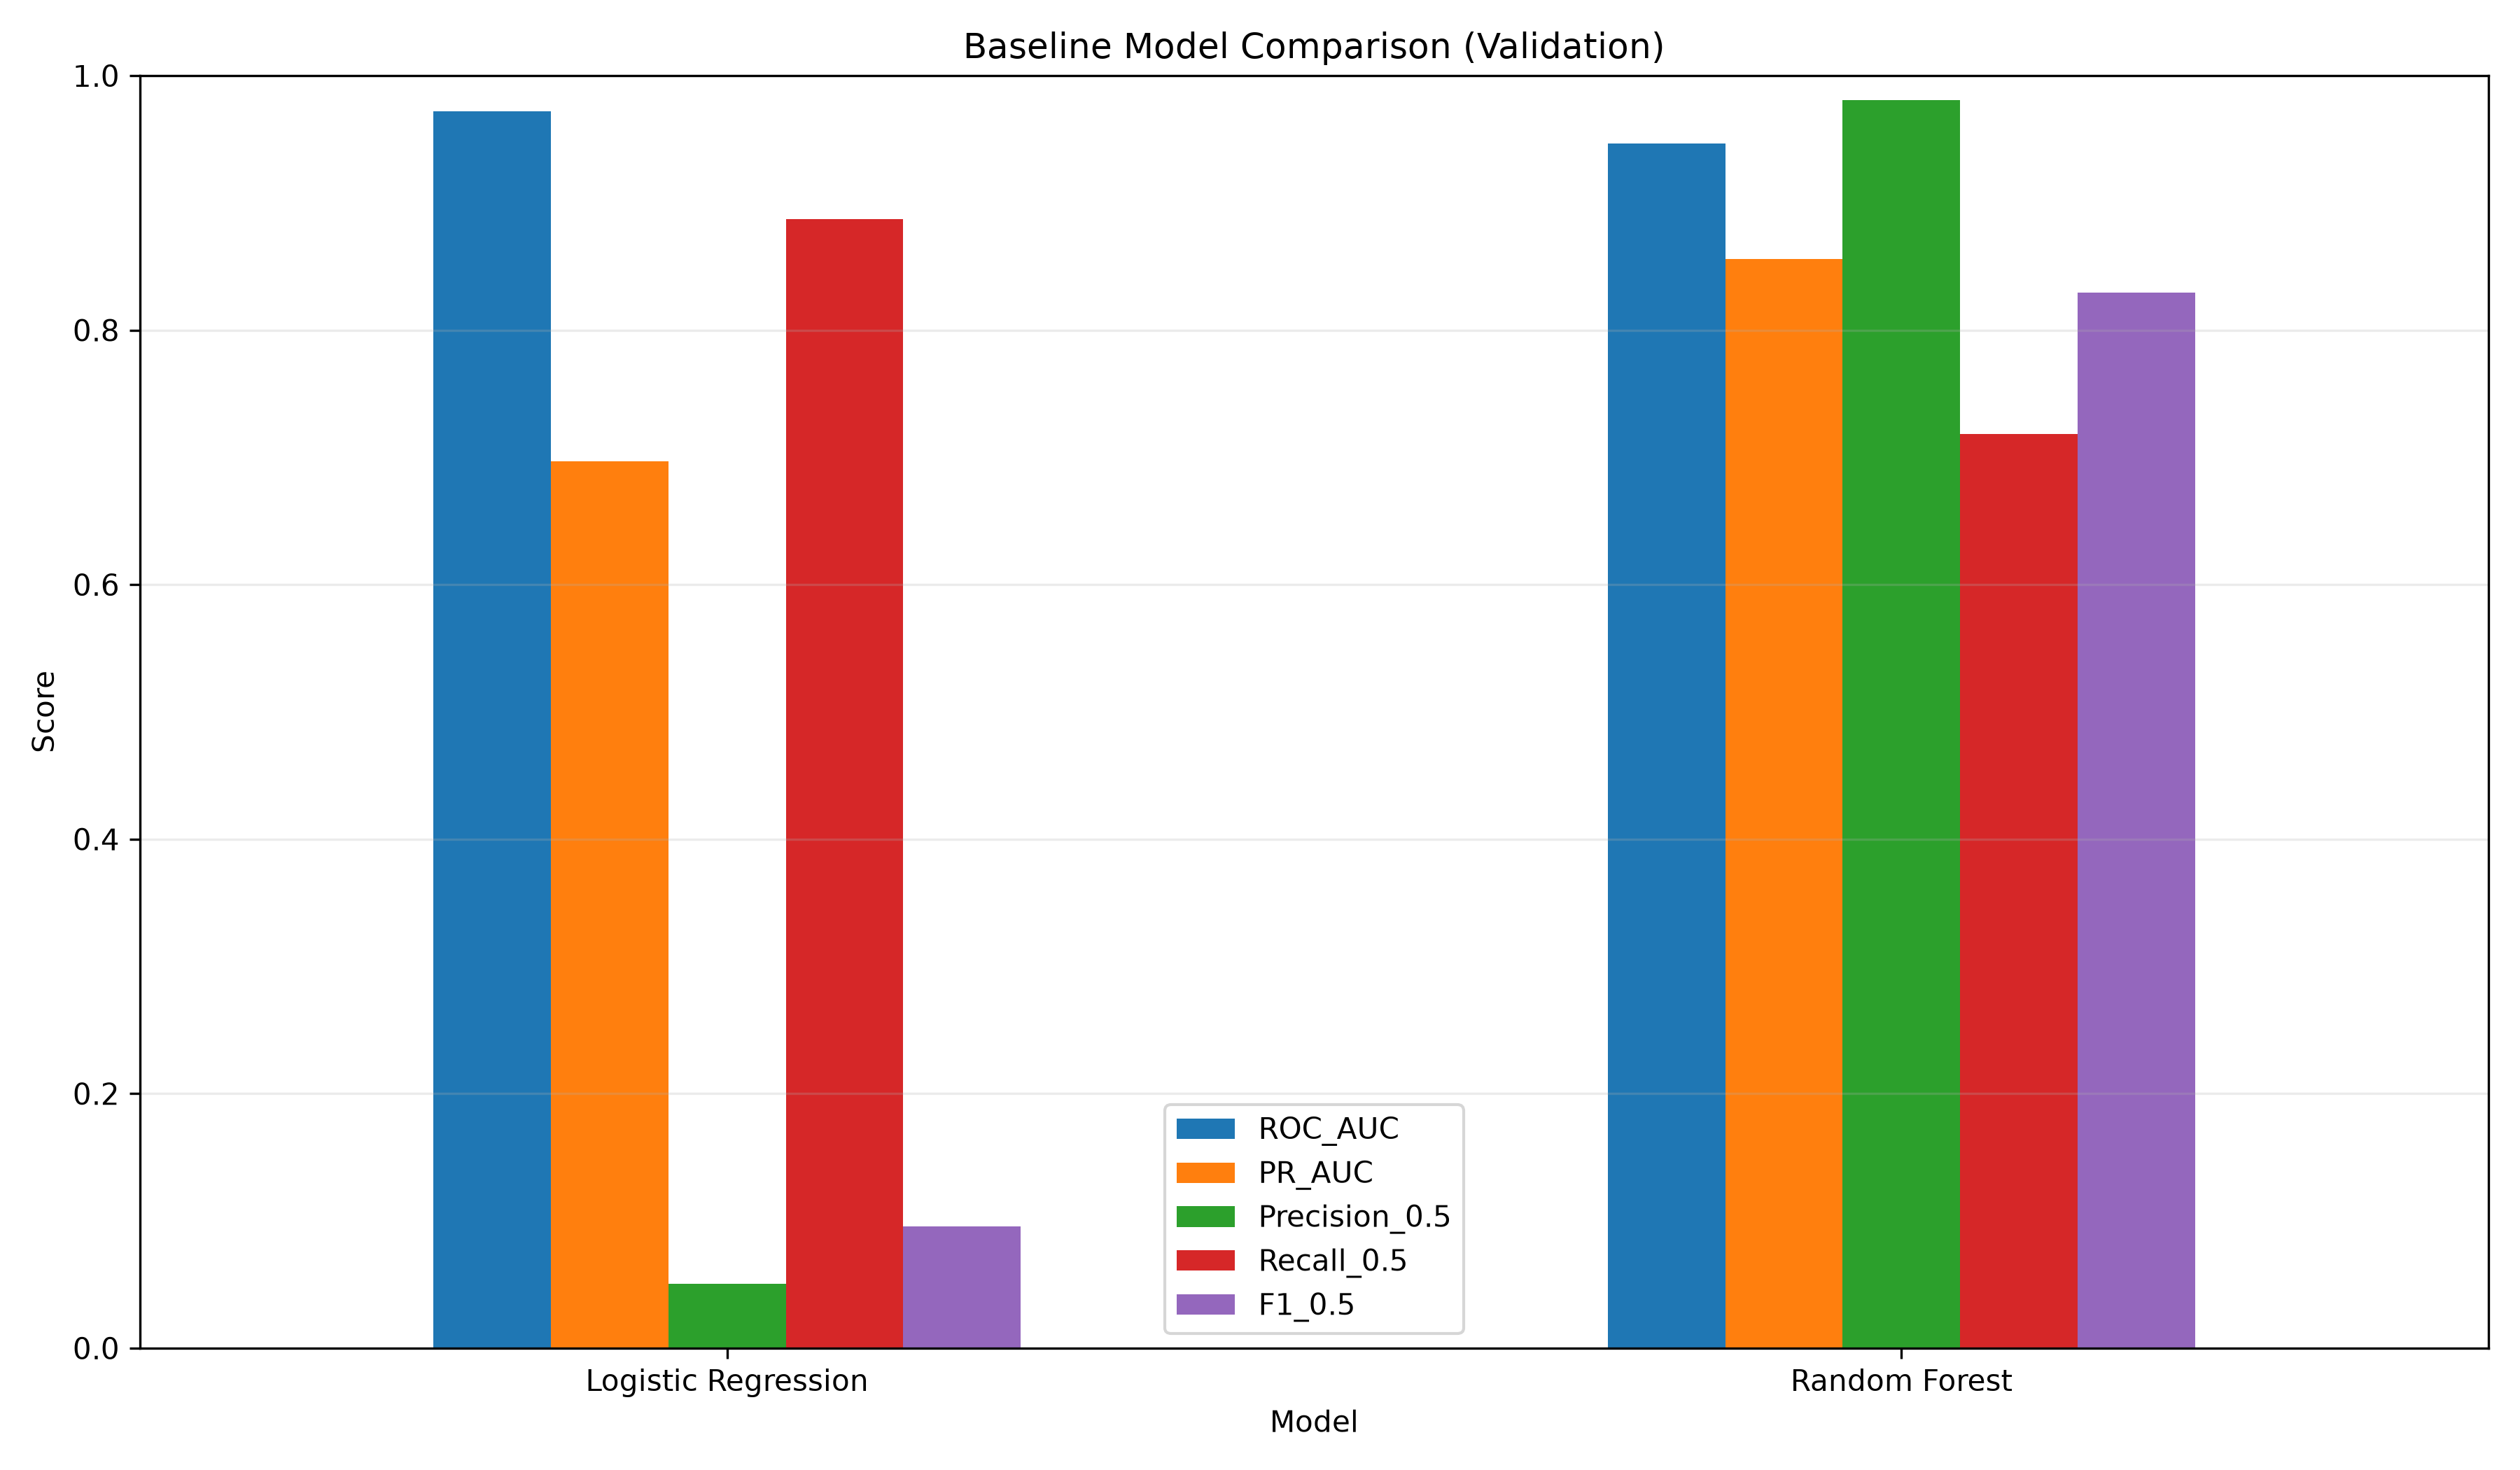 Baseline Model Comparison (Validation)
1.0
0.8
0.6
0.4
0.2
0.0
Score
ROC_AUC
PR_AUC
Precision_0.5
Recall_0.5
F1_0.5
Logistic Regression
Random Forest
Model